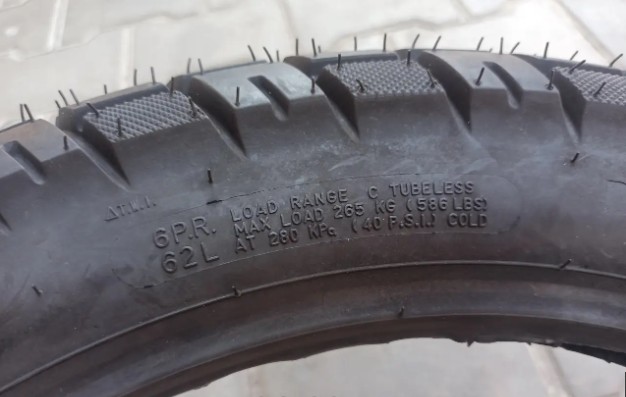 △T.W.I.
6P.R. LOAD RANGE C TUBELESS
MAX LOAD 265 KG (586 LBS)
62L AT 280 KPa (40 P.S.I.) COLD